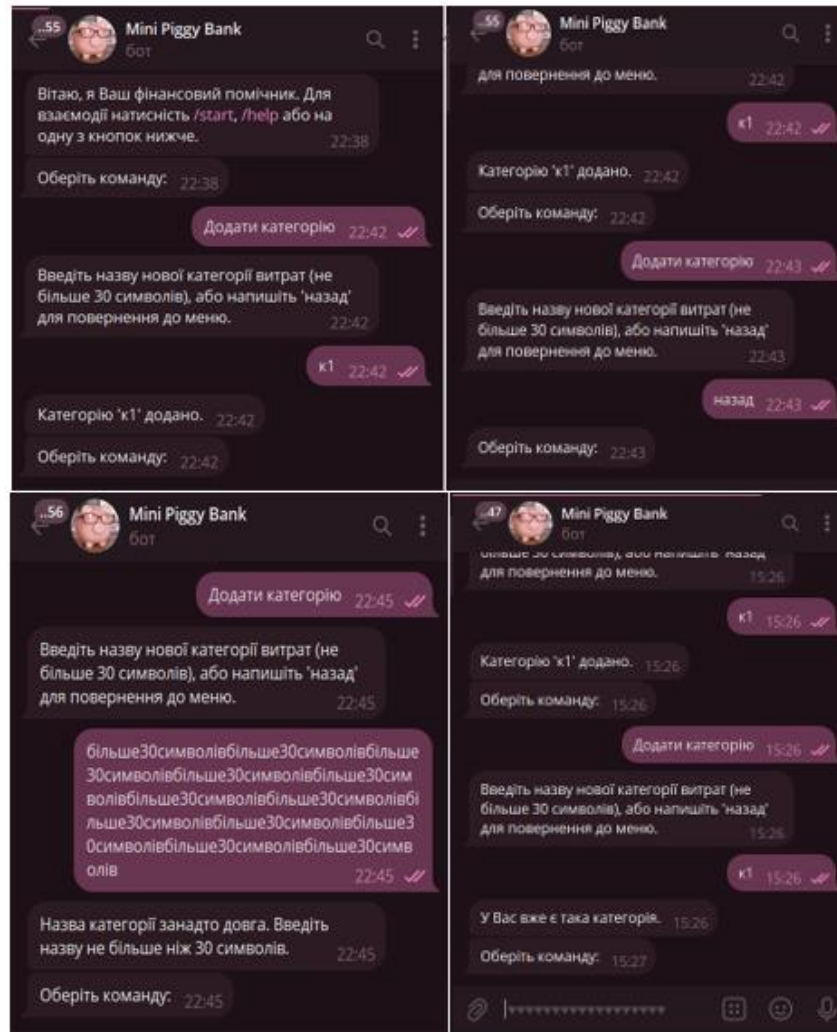 ..55
Mini Piggy Bank
бот
Вітаю, я Ваш фінансовий помічник. Для
взаємодії натисність /start, /help або на
одну з кнопок нижче.
22:38
Оберіть команду: 22:38
Додати категорію 22:42
Введіть назву нової категорії витрат (не
більше 30 символів), або напишіть 'назад'
для повернення до меню.
22:42
к1 22:42
Категорію 'к1' додано. 22:42
Оберіть команду: 22:42
..55
Mini Piggy Bank
бот
для повернення до меню.
22:42
к1 22:42
Категорію 'к1' додано. 22:42
Оберіть команду: 22:42
Додати категорію 22:43
Введіть назву нової категорії витрат (не
більше 30 символів), або напишіть 'назад'
для повернення до меню.
22:43
назад 22:43
Оберіть команду: 22:43
..56
Mini Piggy Bank
бот
Додати категорію 22:45
Введіть назву нової категорії витрат (не
більше 30 символів), або напишіть 'назад'
для повернення до меню.
22:45
більше30символівбільше30символівбільше
30символівбільше30символівбільше30сим
волівбільше30символівбільше30символівбі
льше30символівбільше30символівбільше3
0символівбільше30символівбільше30симв
олів
22:45
Назва категорії занадто довга. Введіть
назву не більше ніж 30 символів.
22:45
Оберіть команду: 22:45
..47
Mini Piggy Bank
бот
більше 30 символів), або напишіть 'назад'
для повернення до меню.
15:26
к1 15:26
Категорію 'к1' додано. 15:26
Оберіть команду: 15:26
Додати категорію 15:26
Введіть назву нової категорії витрат (не
більше 30 символів), або напишіть 'назад'
для повернення до меню.
15:26
к1 15:26
У Вас вже є така категорія. 15:26
Оберіть команду: 15:27